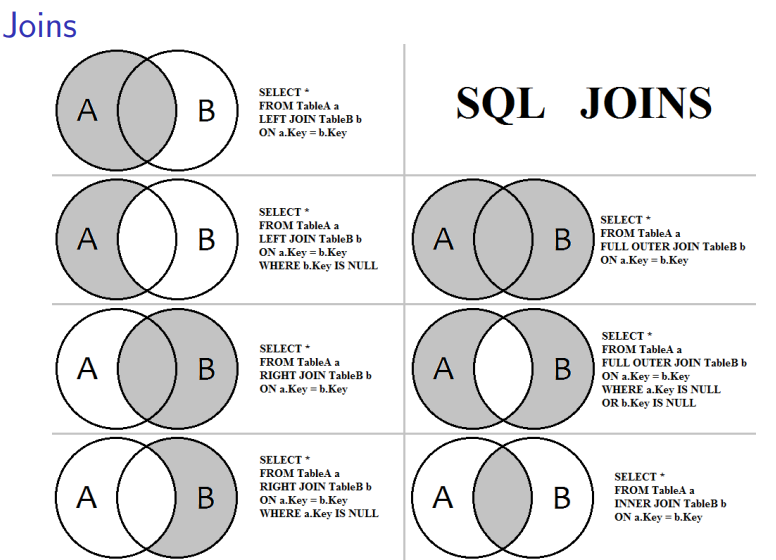 Joins
A
B
SELECT *
FROM TableA a
LEFT JOIN TableB b
ON a.Key = b.Key
SQL JOINS
A
B
SELECT *
FROM TableA a
LEFT JOIN TableB b
ON a.Key = b.Key
WHERE b.Key IS NULL
A
B
SELECT *
FROM TableA a
FULL OUTER JOIN TableB b
ON a.Key = b.Key
A
B
SELECT *
FROM TableA a
RIGHT JOIN TableB b
ON a.Key = b.Key
A
B
SELECT *
FROM TableA a
FULL OUTER JOIN TableB b
ON a.Key = b.Key
WHERE a.Key IS NULL
OR b.Key IS NULL
A
B
SELECT *
FROM TableA a
RIGHT JOIN TableB b
ON a.Key = b.Key
WHERE a.Key IS NULL
A
B
SELECT *
FROM TableA a
INNER JOIN TableB b
ON a.Key = b.Key